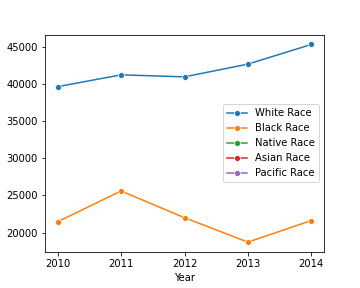 45000
40000
35000
30000
25000
20000
White Race
Black Race
Native Race
Asian Race
Pacific Race
2010 2011 2012 2013 2014
Year